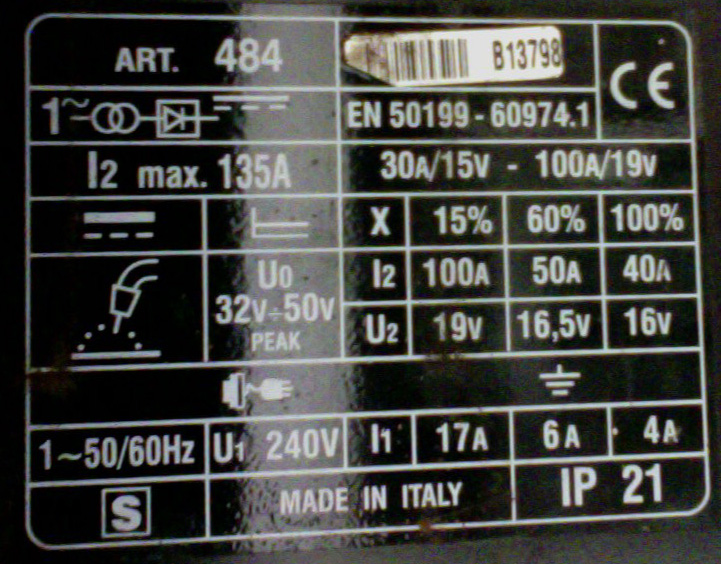 ART. 484
B13798
CE
1~
EN 50199 - 60974.1
I2 max. 135A
30A/15V - 100A/19V
X 15% 60% 100%
U0
32V÷50V
PEAK
I2 100A 50A 40A
U2 19V 16,5V 16V
1~50/60Hz U1 240V I1 17A 6A 4A
S
MADE IN ITALY
IP 21